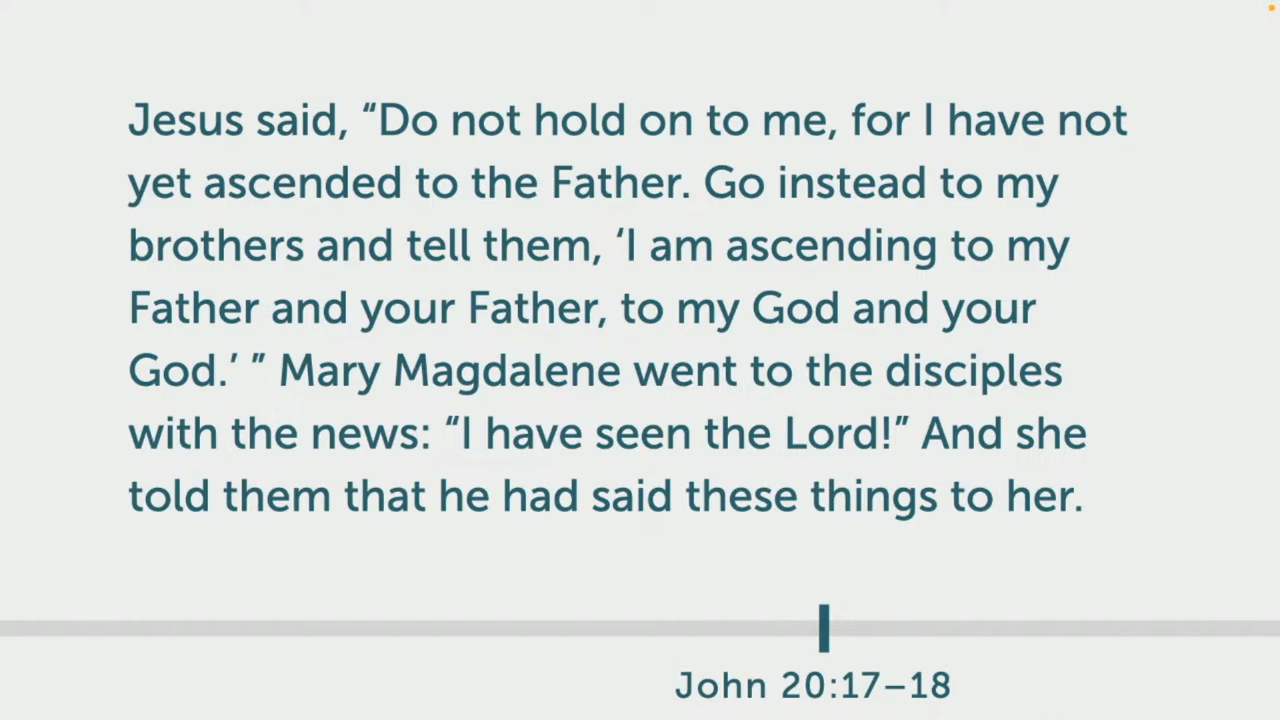 Jesus said, “Do not hold on to me, for I have not
yet ascended to the Father. Go instead to my
brothers and tell them, ‘I am ascending to my
Father and your Father, to my God and your
God.’ ” Mary Magdalene went to the disciples
with the news: “I have seen the Lord!” And she
told them that he had said these things to her.
John 20:17–18